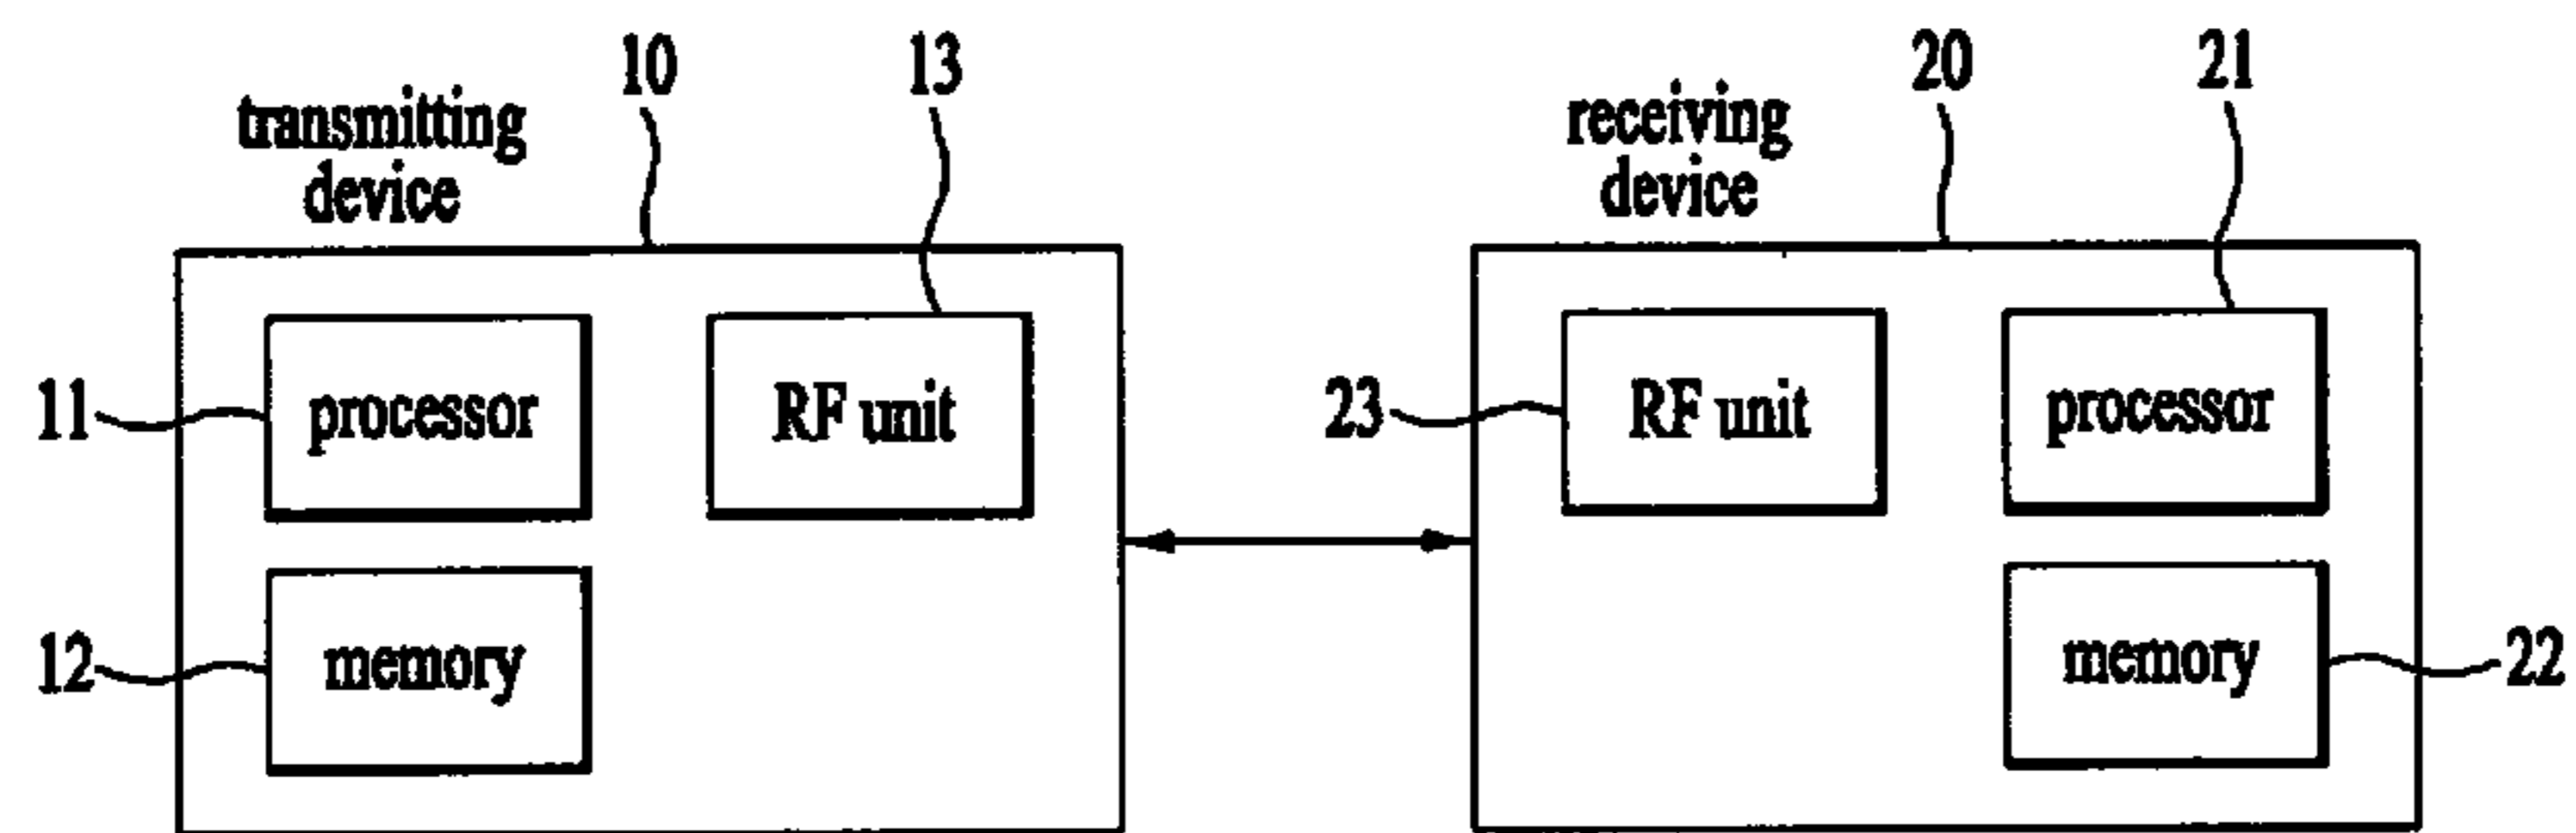 10
13
transmitting
device
11
processor
RF unit
12
memory
20
21
receiving
device
23
RF unit
processor
memory
22